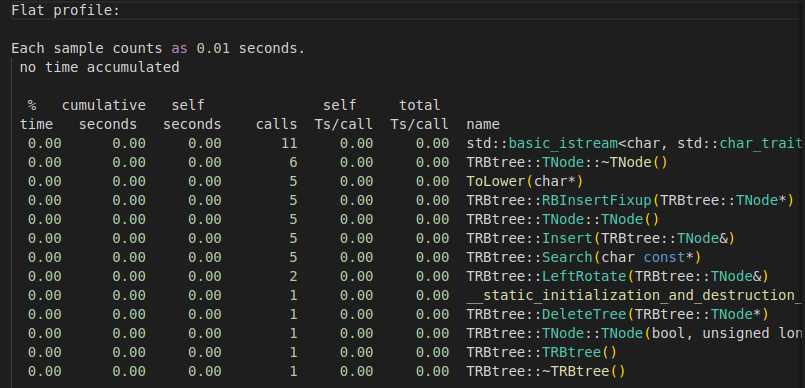 Flat profile:
Each sample counts as 0.01 seconds.
no time accumulated
% cumulative self self total
time seconds seconds calls Ts/call Ts/call name
0.00 0.00 0.00 11 0.00 0.00 std::basic_istream<char, std::char_trait
0.00 0.00 0.00 6 0.00 0.00 TRBtree::TNode::~TNode()
0.00 0.00 0.00 5 0.00 0.00 ToLower(char*)
0.00 0.00 0.00 5 0.00 0.00 TRBtree::RBInsertFixup(TRBtree::TNode*)
0.00 0.00 0.00 5 0.00 0.00 TRBtree::TNode::TNode()
0.00 0.00 0.00 5 0.00 0.00 TRBtree::Insert(TRBtree::TNode&)
0.00 0.00 0.00 5 0.00 0.00 TRBtree::Search(char const*)
0.00 0.00 0.00 2 0.00 0.00 TRBtree::LeftRotate(TRBtree::TNode&)
0.00 0.00 0.00 1 0.00 0.00 __static_initialization_and_destruction_
0.00 0.00 0.00 1 0.00 0.00 TRBtree::DeleteTree(TRBtree::TNode*)
0.00 0.00 0.00 1 0.00 0.00 TRBtree::TNode::TNode(bool, unsigned lon
0.00 0.00 0.00 1 0.00 0.00 TRBtree::TRBtree()
0.00 0.00 0.00 1 0.00 0.00 TRBtree::~TRBtree()